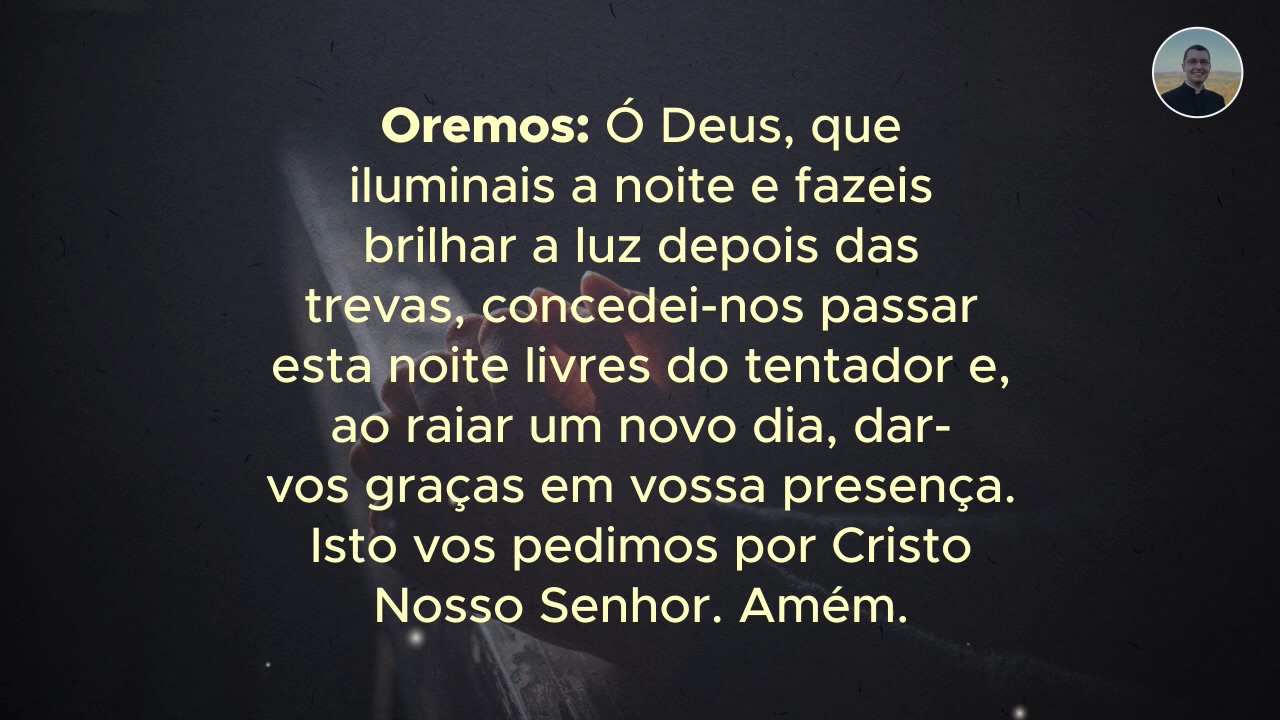 Oremos: Ó Deus, que
iluminais a noite e fazeis
brilhar a luz depois das
trevas, concedei-nos passar
esta noite livres do tentador e,
ao raiar um novo dia, dar-
vos graças em vossa presença.
Isto vos pedimos por Cristo
Nosso Senhor. Amém.